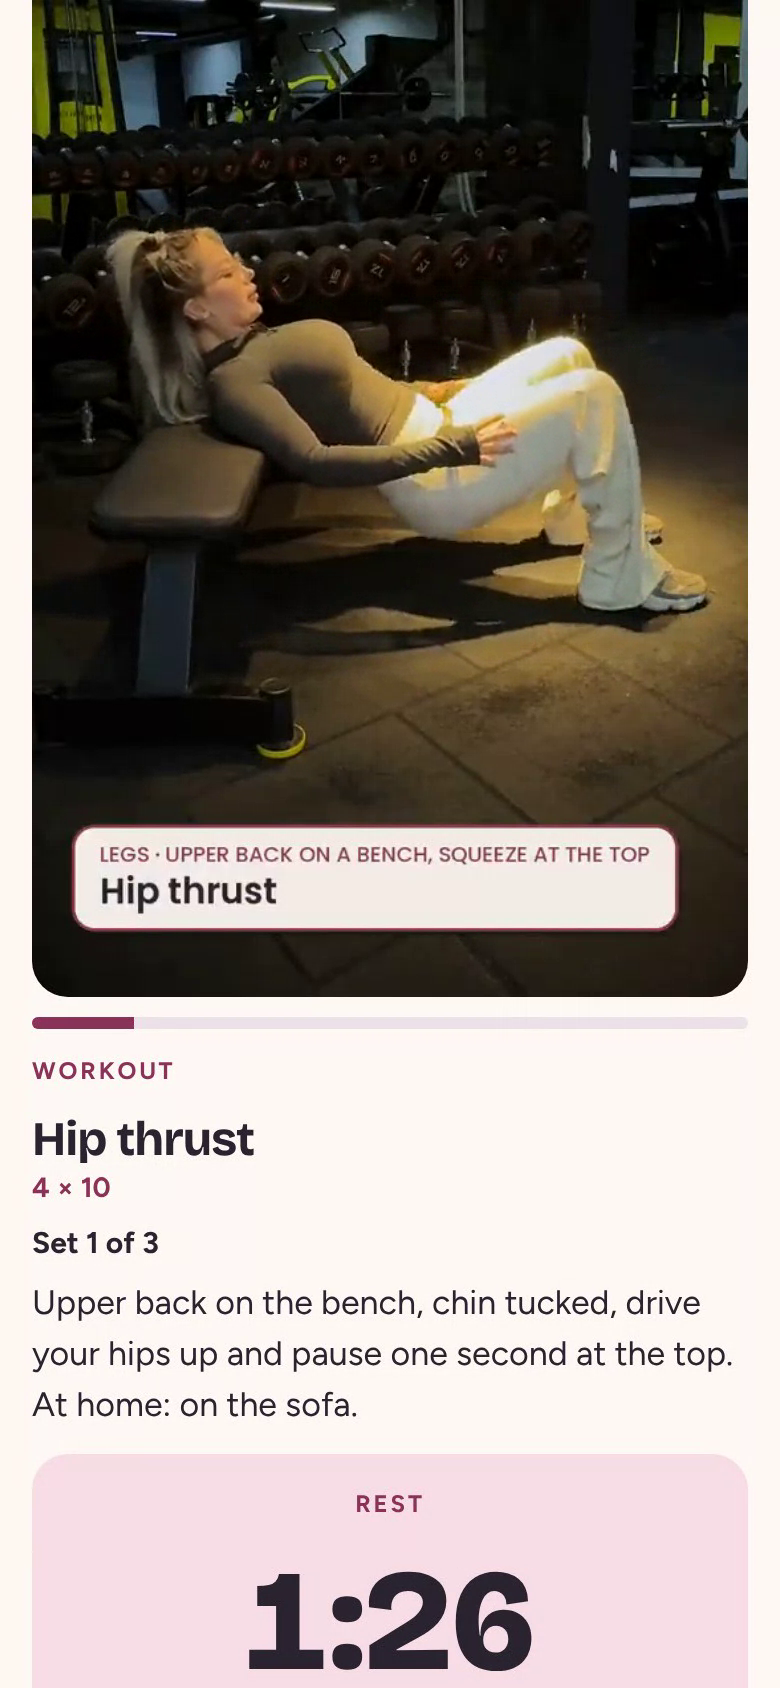 LEGS · UPPER BACK ON A BENCH, SQUEEZE AT THE TOP
Hip thrust
WORKOUT
Hip thrust
4 × 10
Set 1 of 3
Upper back on the bench, chin tucked, drive
your hips up and pause one second at the top.
At home: on the sofa.
REST
1:26